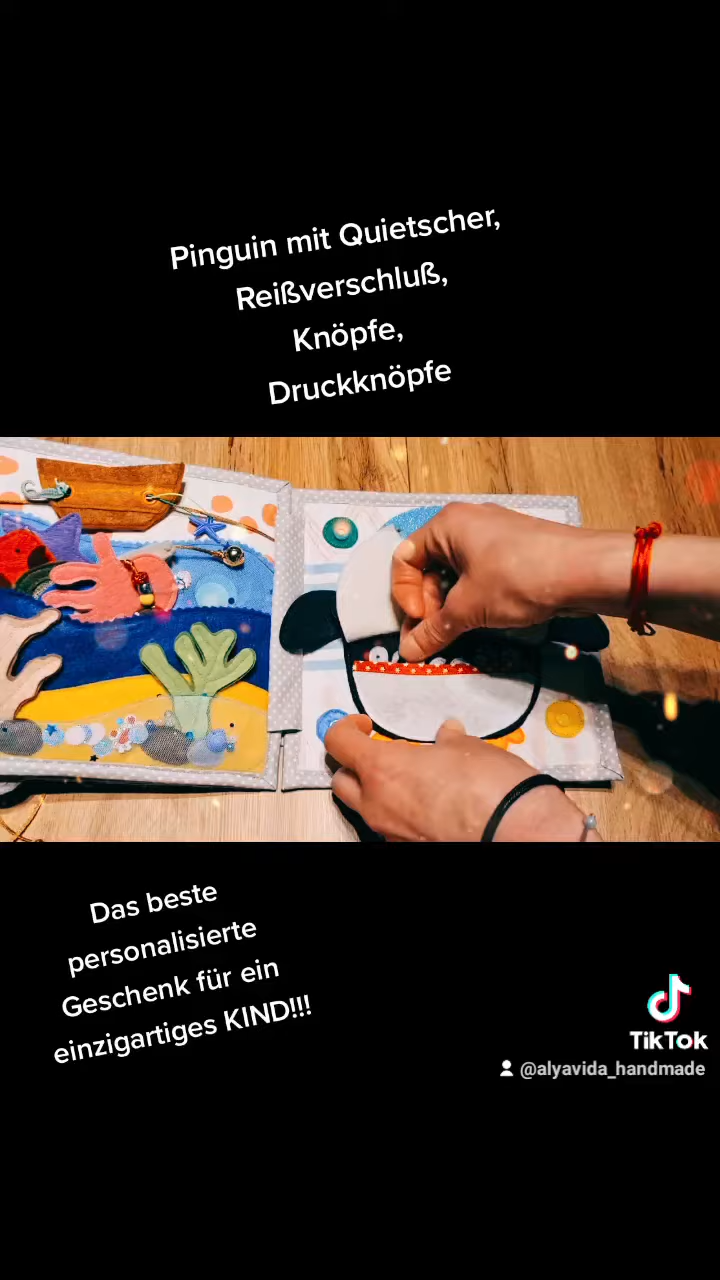 Pinguin mit Quietscher,
Reißverschluß,
Knöpfe,
Druckknöpfe
Das beste
personalisierte
Geschenk für ein
einzigartiges KIND!!!
TikTok
@alyavida_handmade